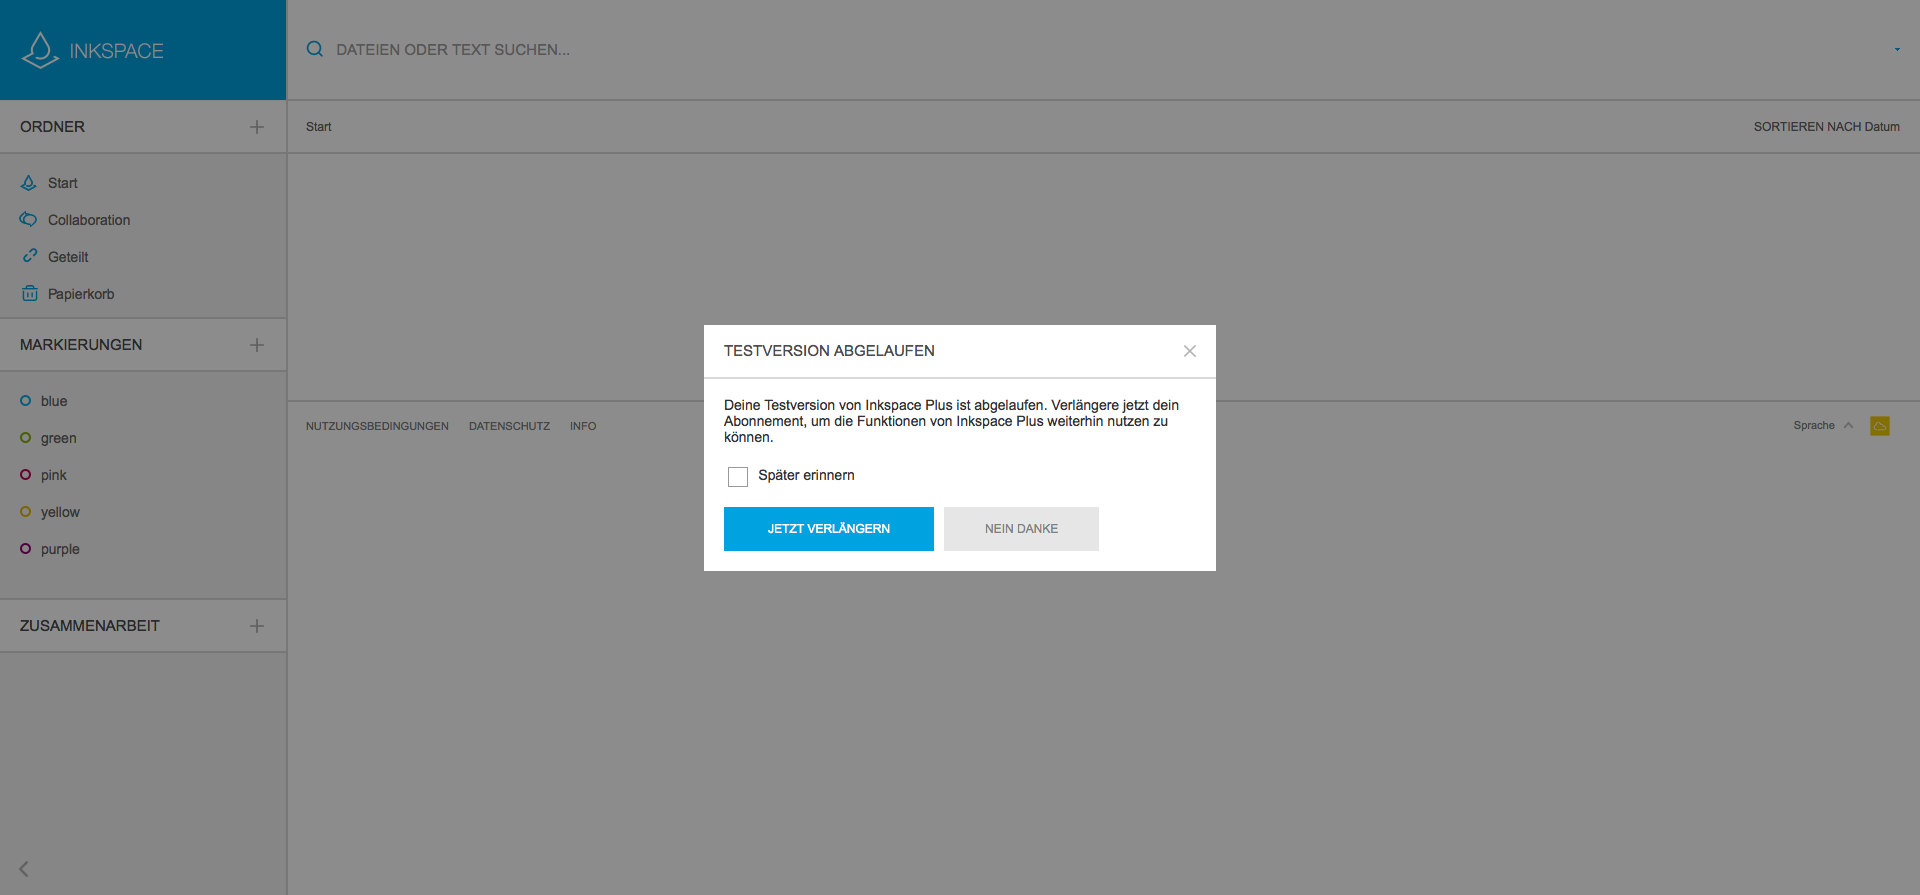 INKSPACE
DATEIEN ODER TEXT SUCHEN...
ORDNER
Start
SORTIEREN NACH Datum
Start
Collaboration
Geteilt
Papierkorb
MARKIERUNGEN
blue
green
pink
yellow
purple
ZUSAMMENARBEIT
TESTVERSION ABGELAUFEN
Deine Testversion von Inkspace Plus ist abgelaufen. Verlängere jetzt dein
Abonnement, um die Funktionen von Inkspace Plus weiterhin nutzen zu
können.
Später erinnern
JETZT VERLÄNGERN
NEIN DANKE
NUTZUNGSBEDINGUNGEN
DATENSCHUTZ
INFO
Sprache